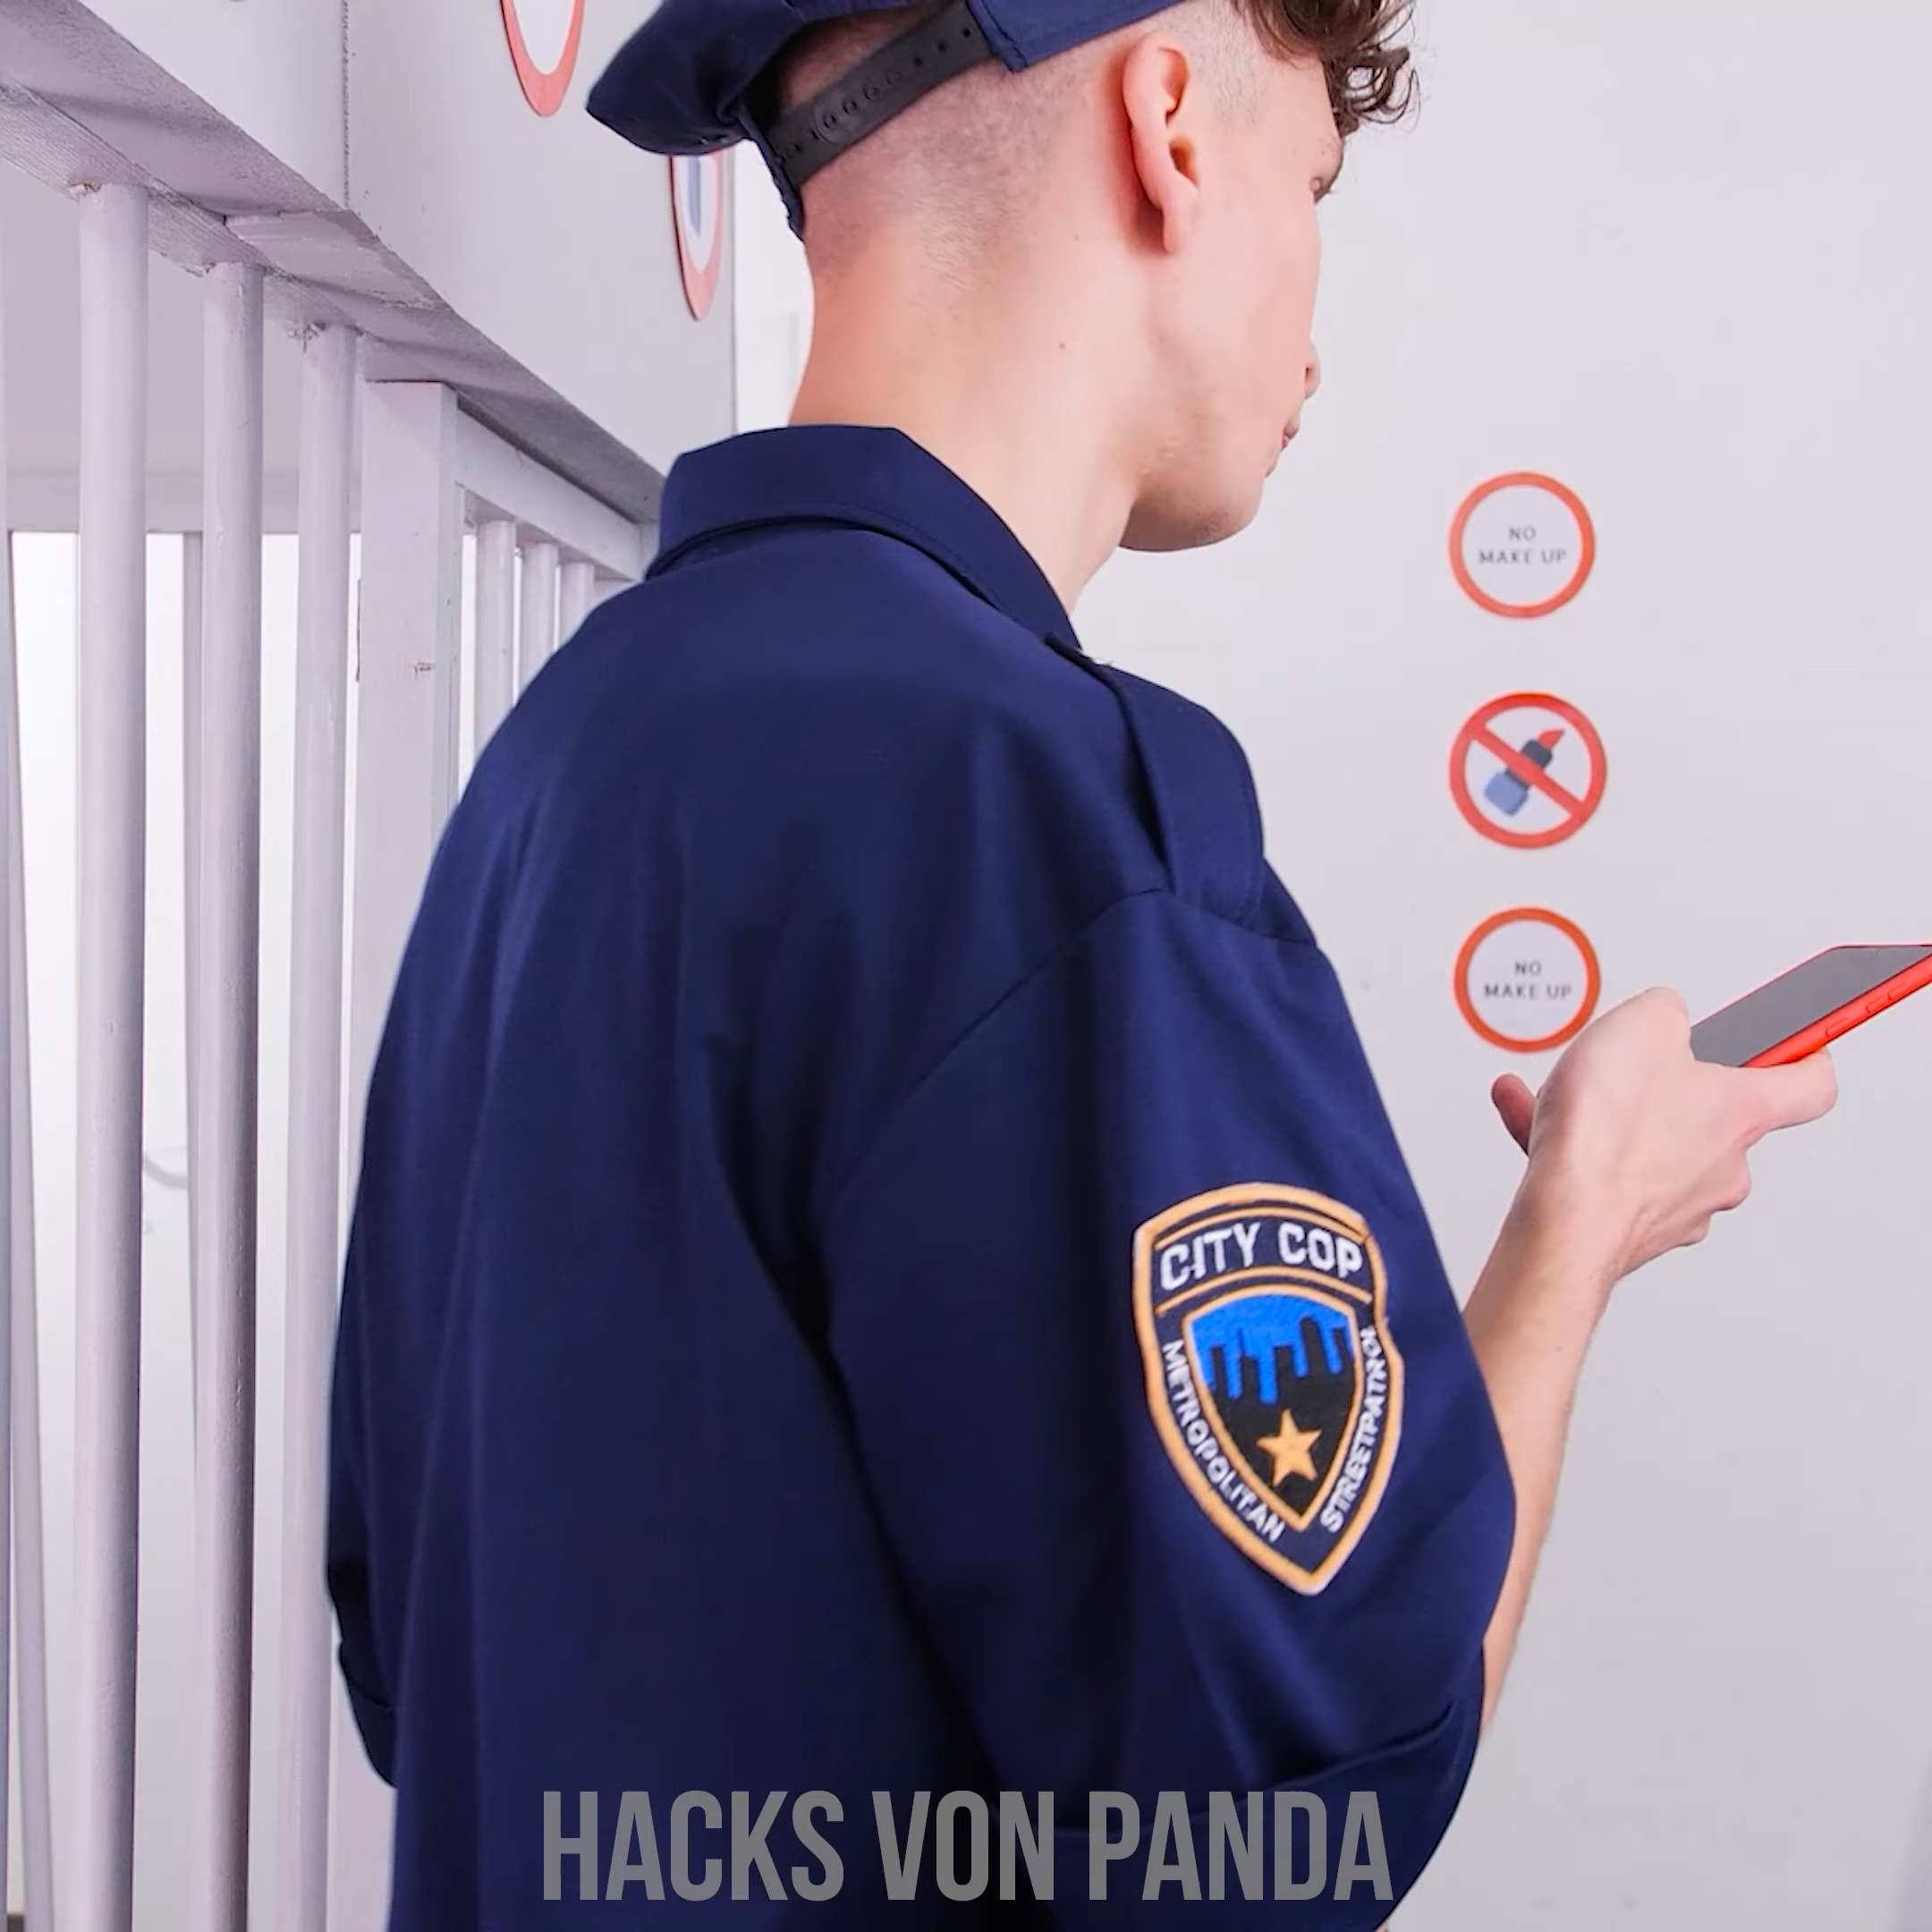 NO
MAKE UP
NO
MAKE UP
CITY COP
METROPOLITAN
STREETPATROL
HACKS VON PANDA